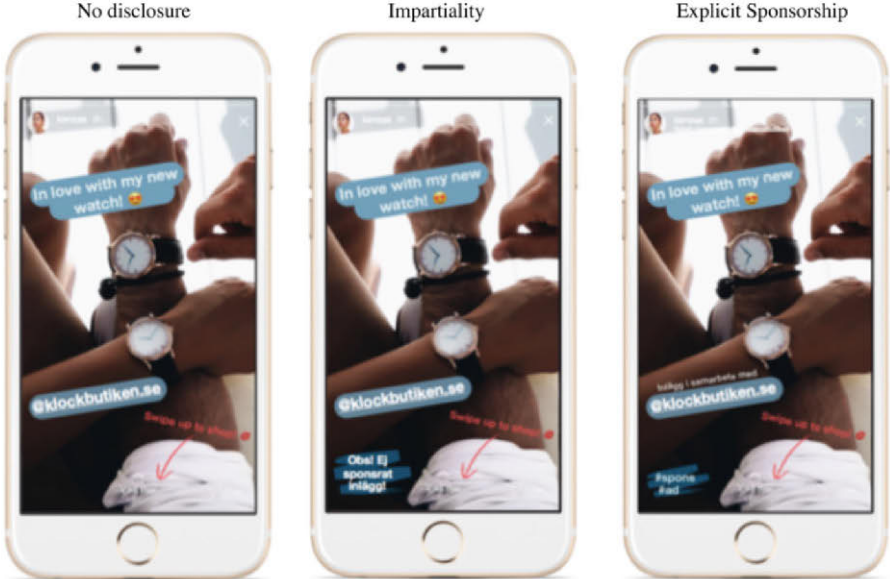 No disclosure
Impartiality
Explicit Sponsorship
In love with my new
watch! 😍
@klockbutiken.se
Swipe up to shop!
In love with my new
watch! 😍
@klockbutiken.se
Swipe up to shop!
Obs! Ej
sponsrat
inlägg!
In love with my new
watch! 😍
Inlägg i samarbete med
@klockbutiken.se
Swipe up to shop!
#spons
#ad